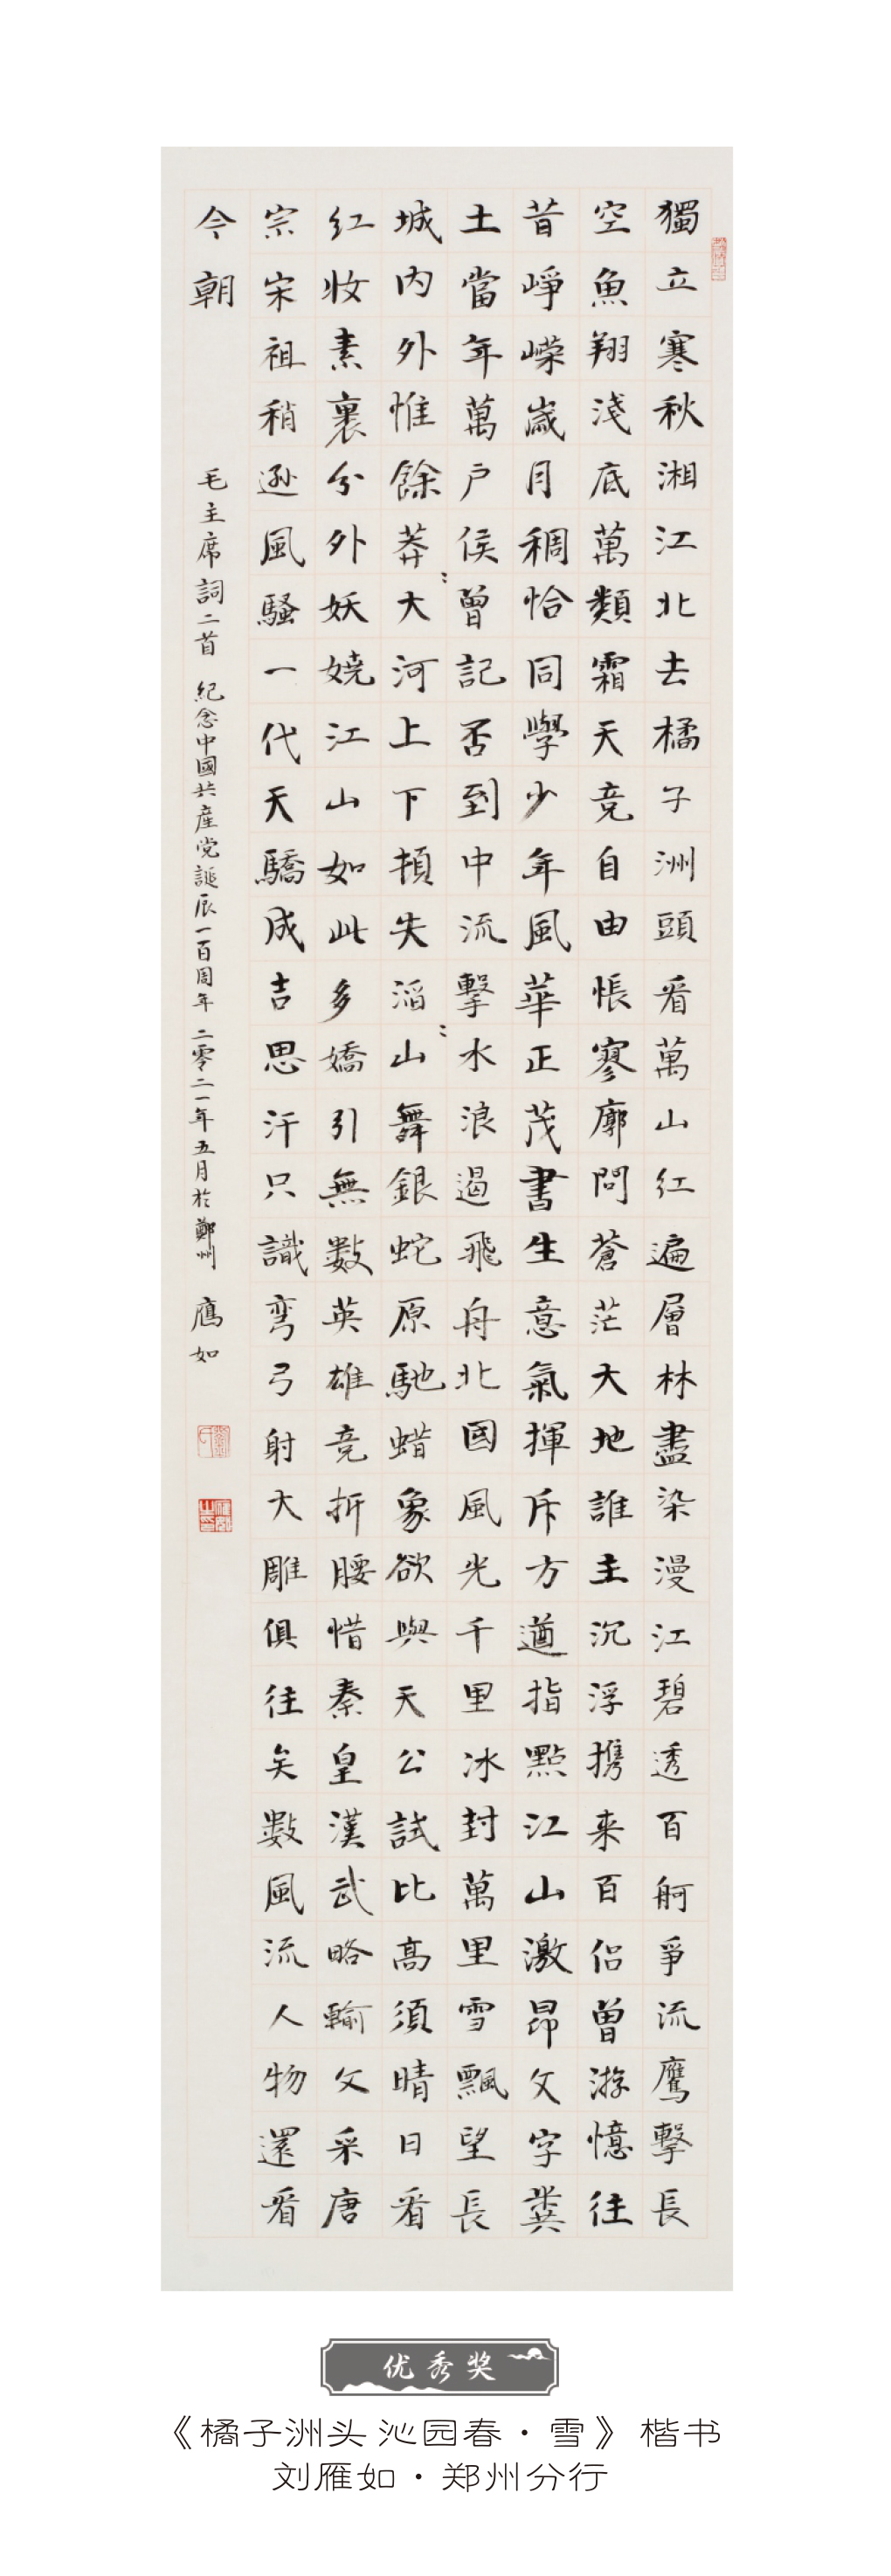 獨立寒秋湘江北去橘子洲頭看萬山红遍層林盡染漫江碧透百舸爭流鷹擊長
空魚翔淺底萬類霜天竞自由悵寥廓問蒼茫大地誰主沉浮携来百侣曾游憶往
昔崢嶸歲月稠恰同學少年風華正茂書生意氣揮斥方遒指點江山激昂文字糞
土當年萬户侯曾記否到中流擊水浪遏飛舟北國風光千里冰封萬里雪飄望長
城内外惟餘莽〻大河上下頓失滔〻山舞銀蛇原馳蜡象欲與天公試比高須晴日看
红妆素裹分外妖嬈江山如此多嬌引無數英雄竞折腰惜秦皇漢武略輸文采唐
宗宋祖稍遜風騷一代天驕成吉思汗只識弯弓射大雕俱往矣數風流人物還看
今朝
毛主席詞二首 紀念中國共產党誕辰一百周年 二零二一年五月於鄭州 鴈如
优秀奖
《橘子洲头 沁园春·雪》楷书
刘雁如·郑州分行